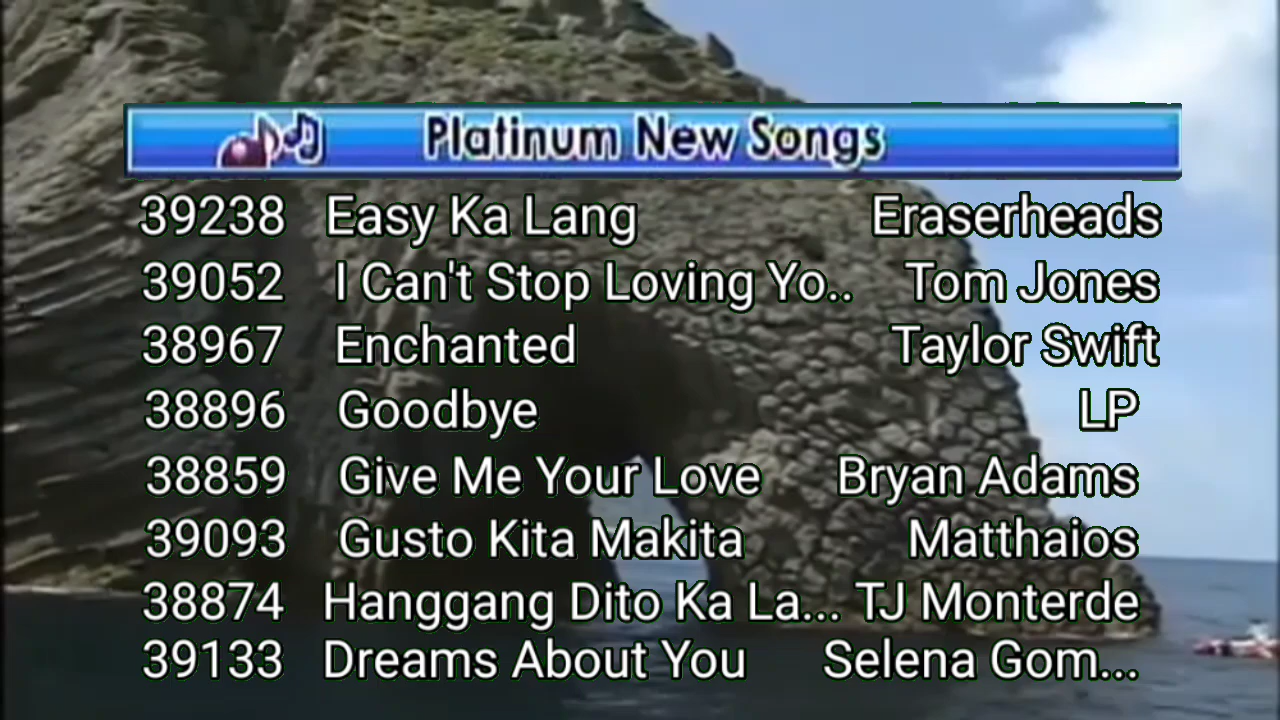 Platinum New Songs
39238 Easy Ka Lang Eraserheads
39052 I Can't Stop Loving Yo.. Tom Jones
38967 Enchanted Taylor Swift
38896 Goodbye LP
38859 Give Me Your Love Bryan Adams
39093 Gusto Kita Makita Matthaios
38874 Hanggang Dito Ka La... TJ Monterde
39133 Dreams About You Selena Gom...